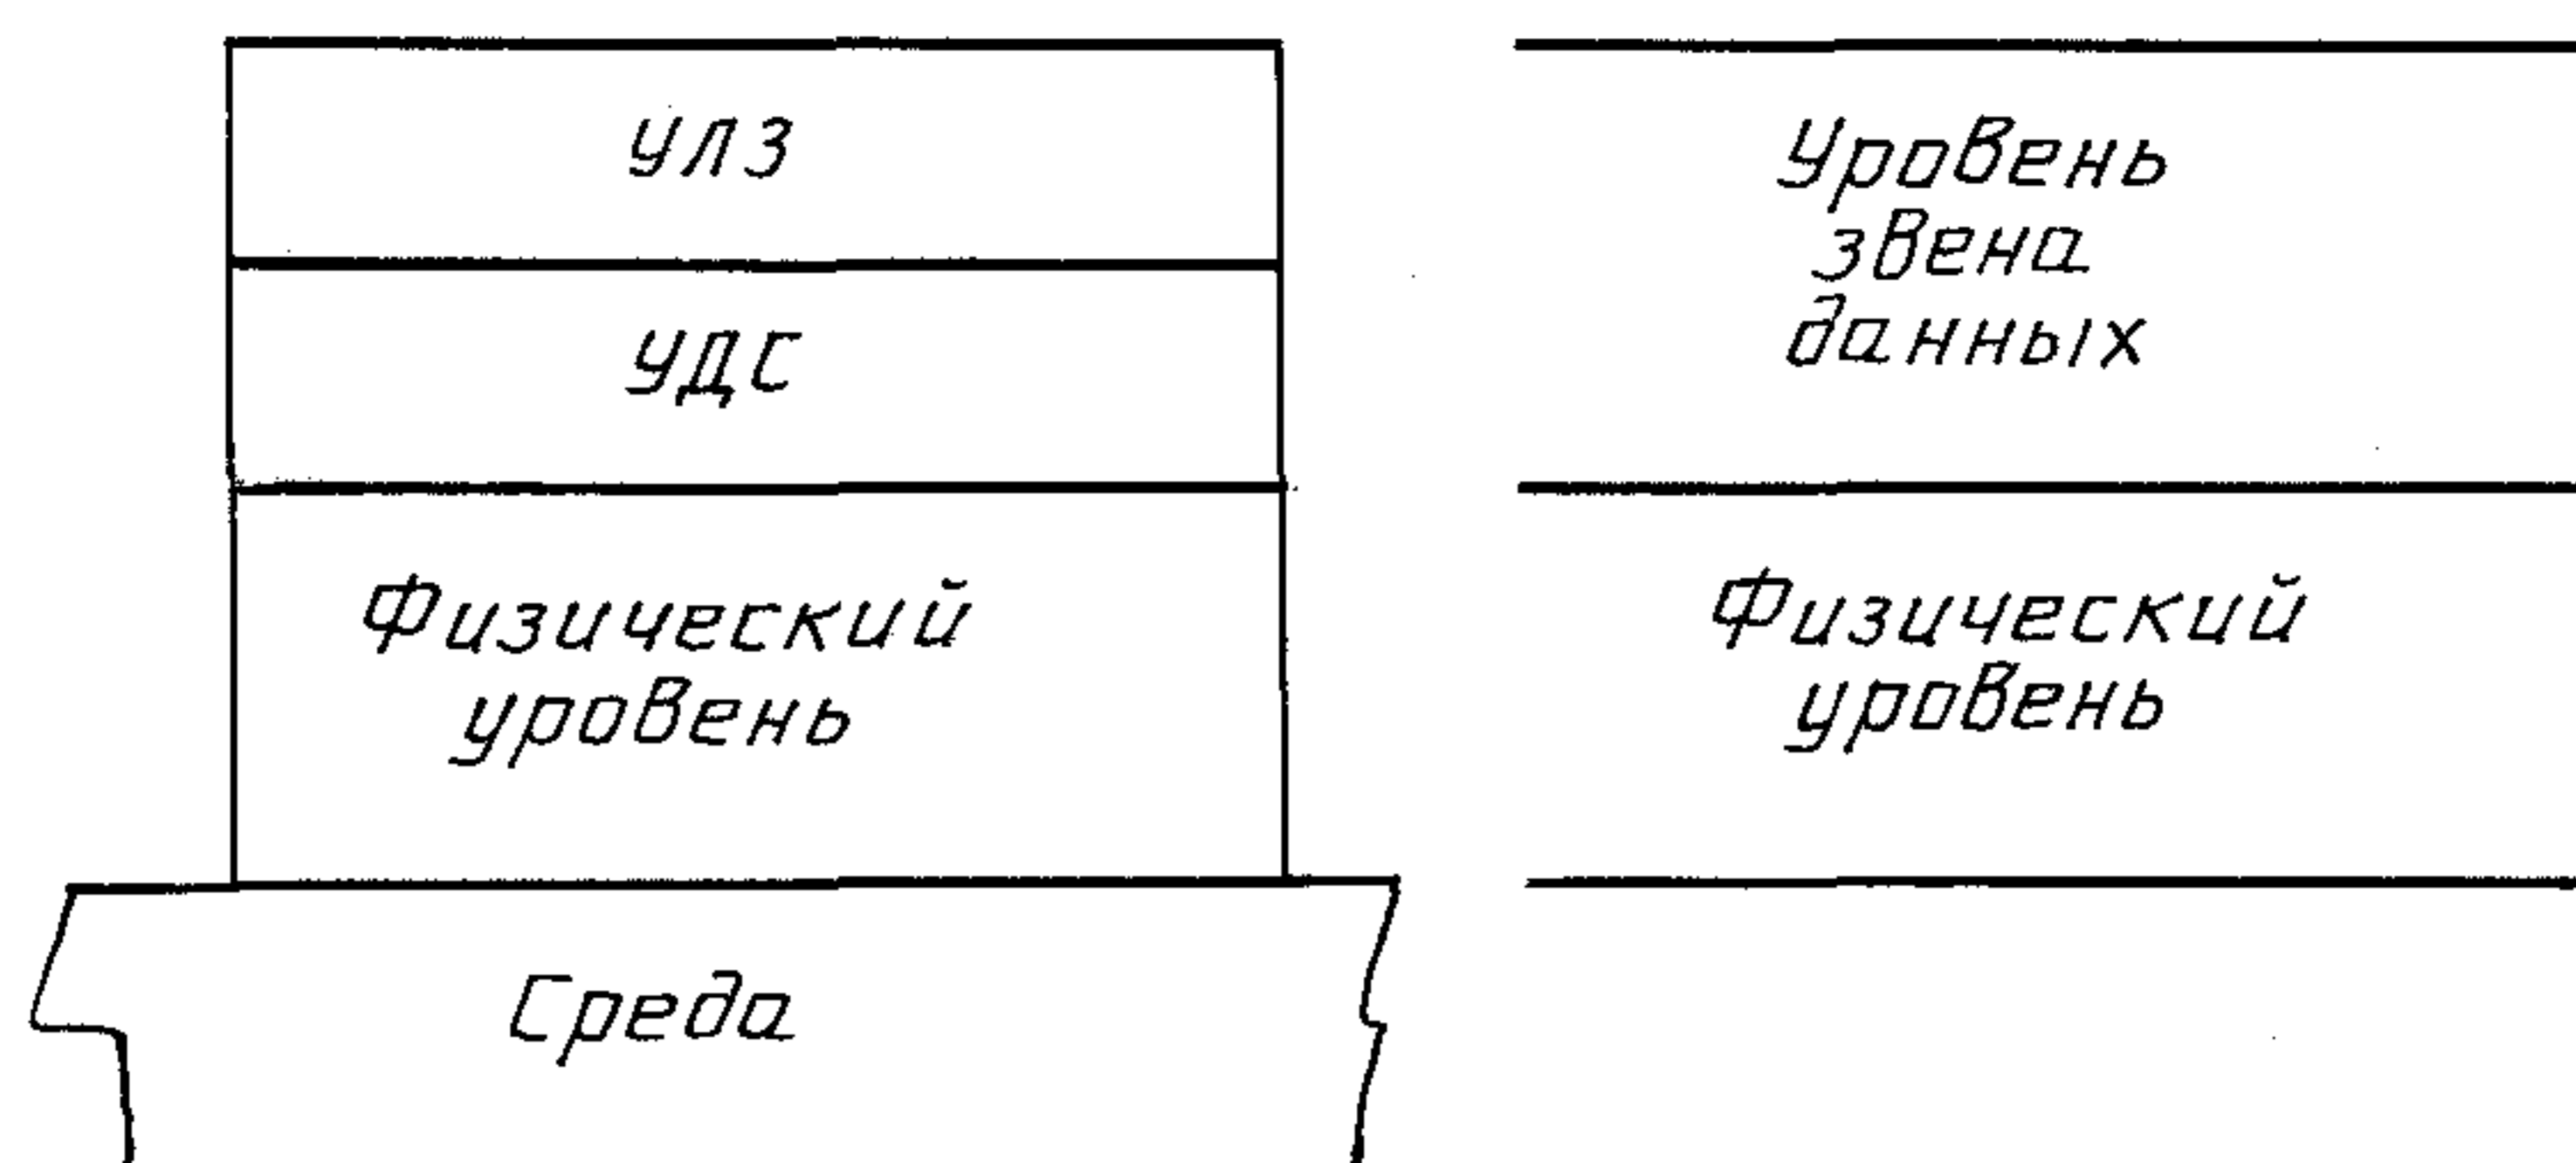 УЛЗ
УДС
Физический
уровень
Среда
Уровень
звена
данных
Физический
уровень